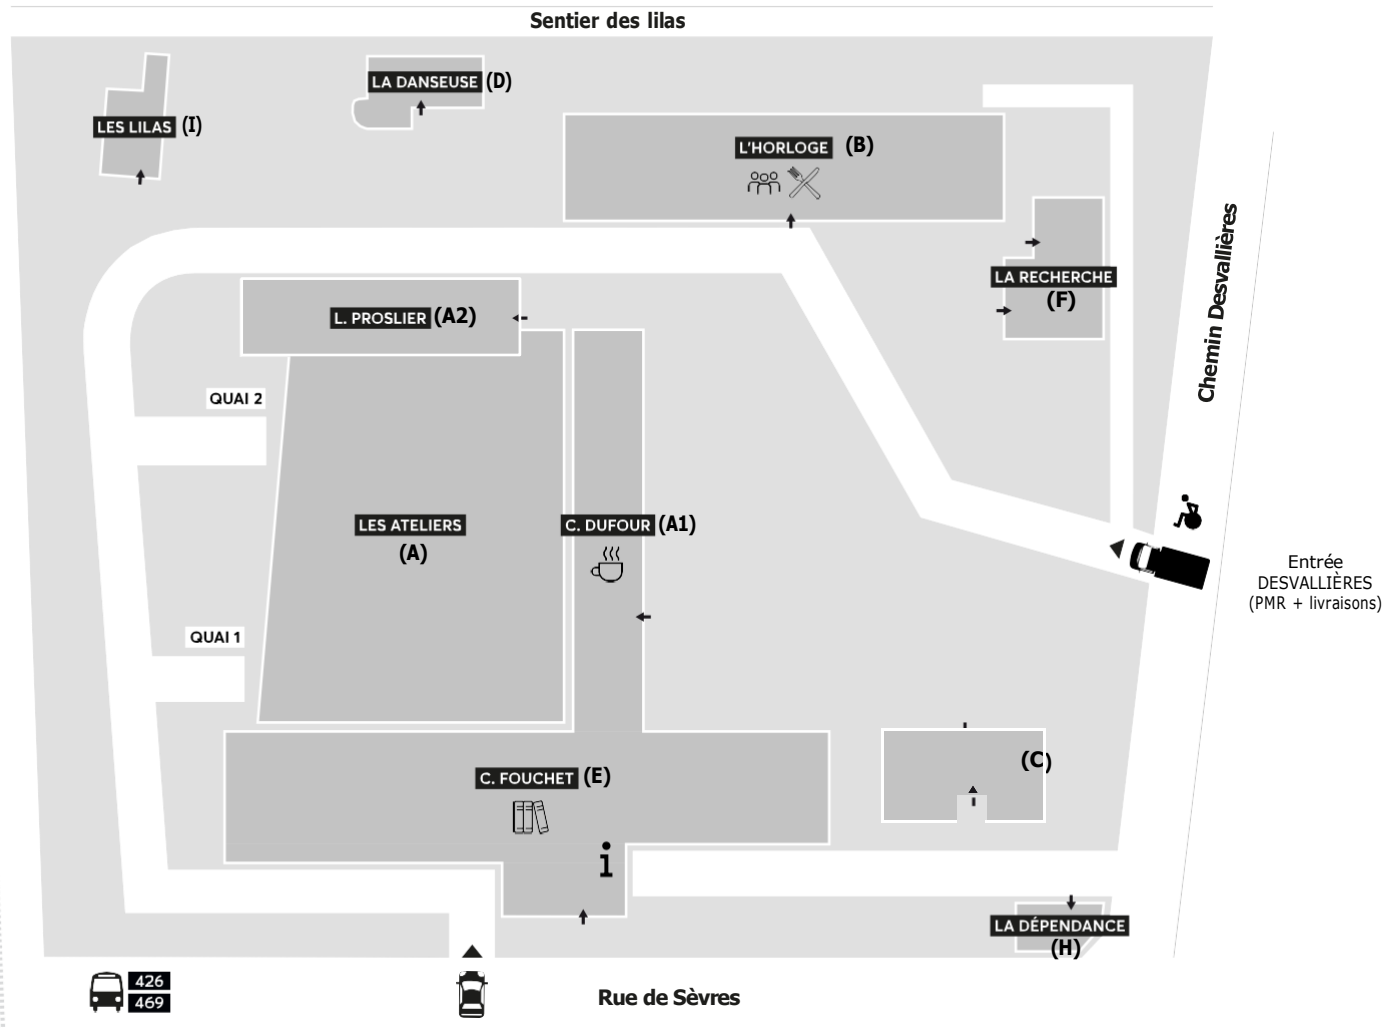 Sentier des lilas
LA DANSEUSE (D)
LES LILAS (I)
L'HORLOGE (B)
Chemin Desvallières
LA RECHERCHE
(F)
L. PROSLIER (A2)
QUAI 2
LES ATELIERS
(A)
C. DUFOUR (A1)
Entrée
DESVALLIÈRES
(PMR + livraisons)
QUAI 1
(C)
C. FOUCHET (E)
i
LA DÉPENDANCE
(H)
426
469
Rue de Sèvres